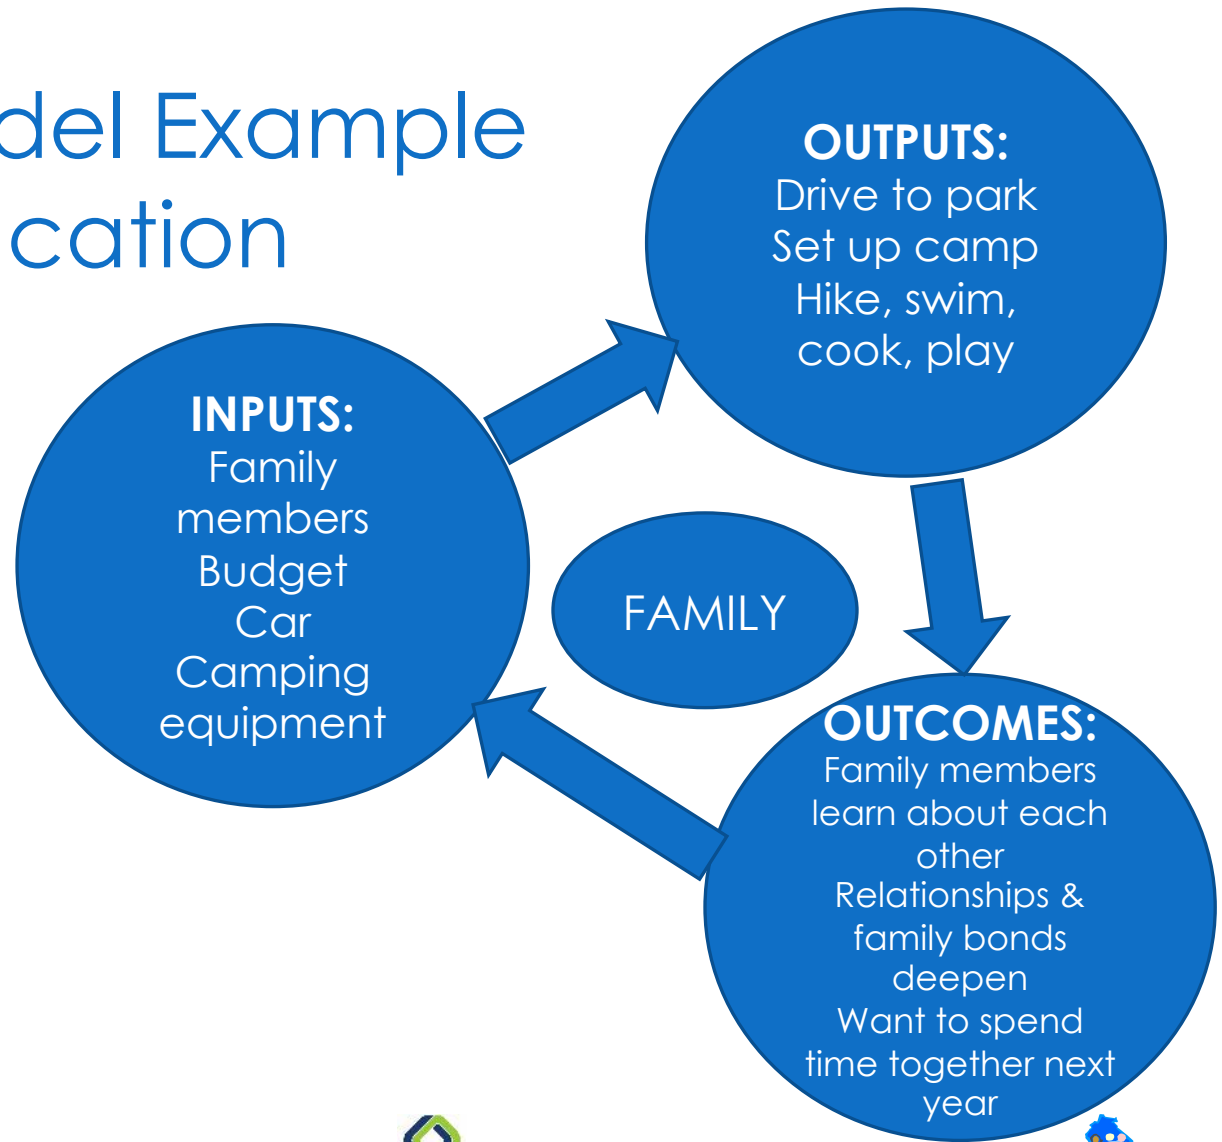 del Example
cation
OUTPUTS:
Drive to park
Set up camp
Hike, swim,
cook, play
INPUTS:
Family
members
Budget
Car
Camping
equipment
FAMILY
OUTCOMES:
Family members
learn about each
other
Relationships &
family bonds
deepen
Want to spend
time together next
year